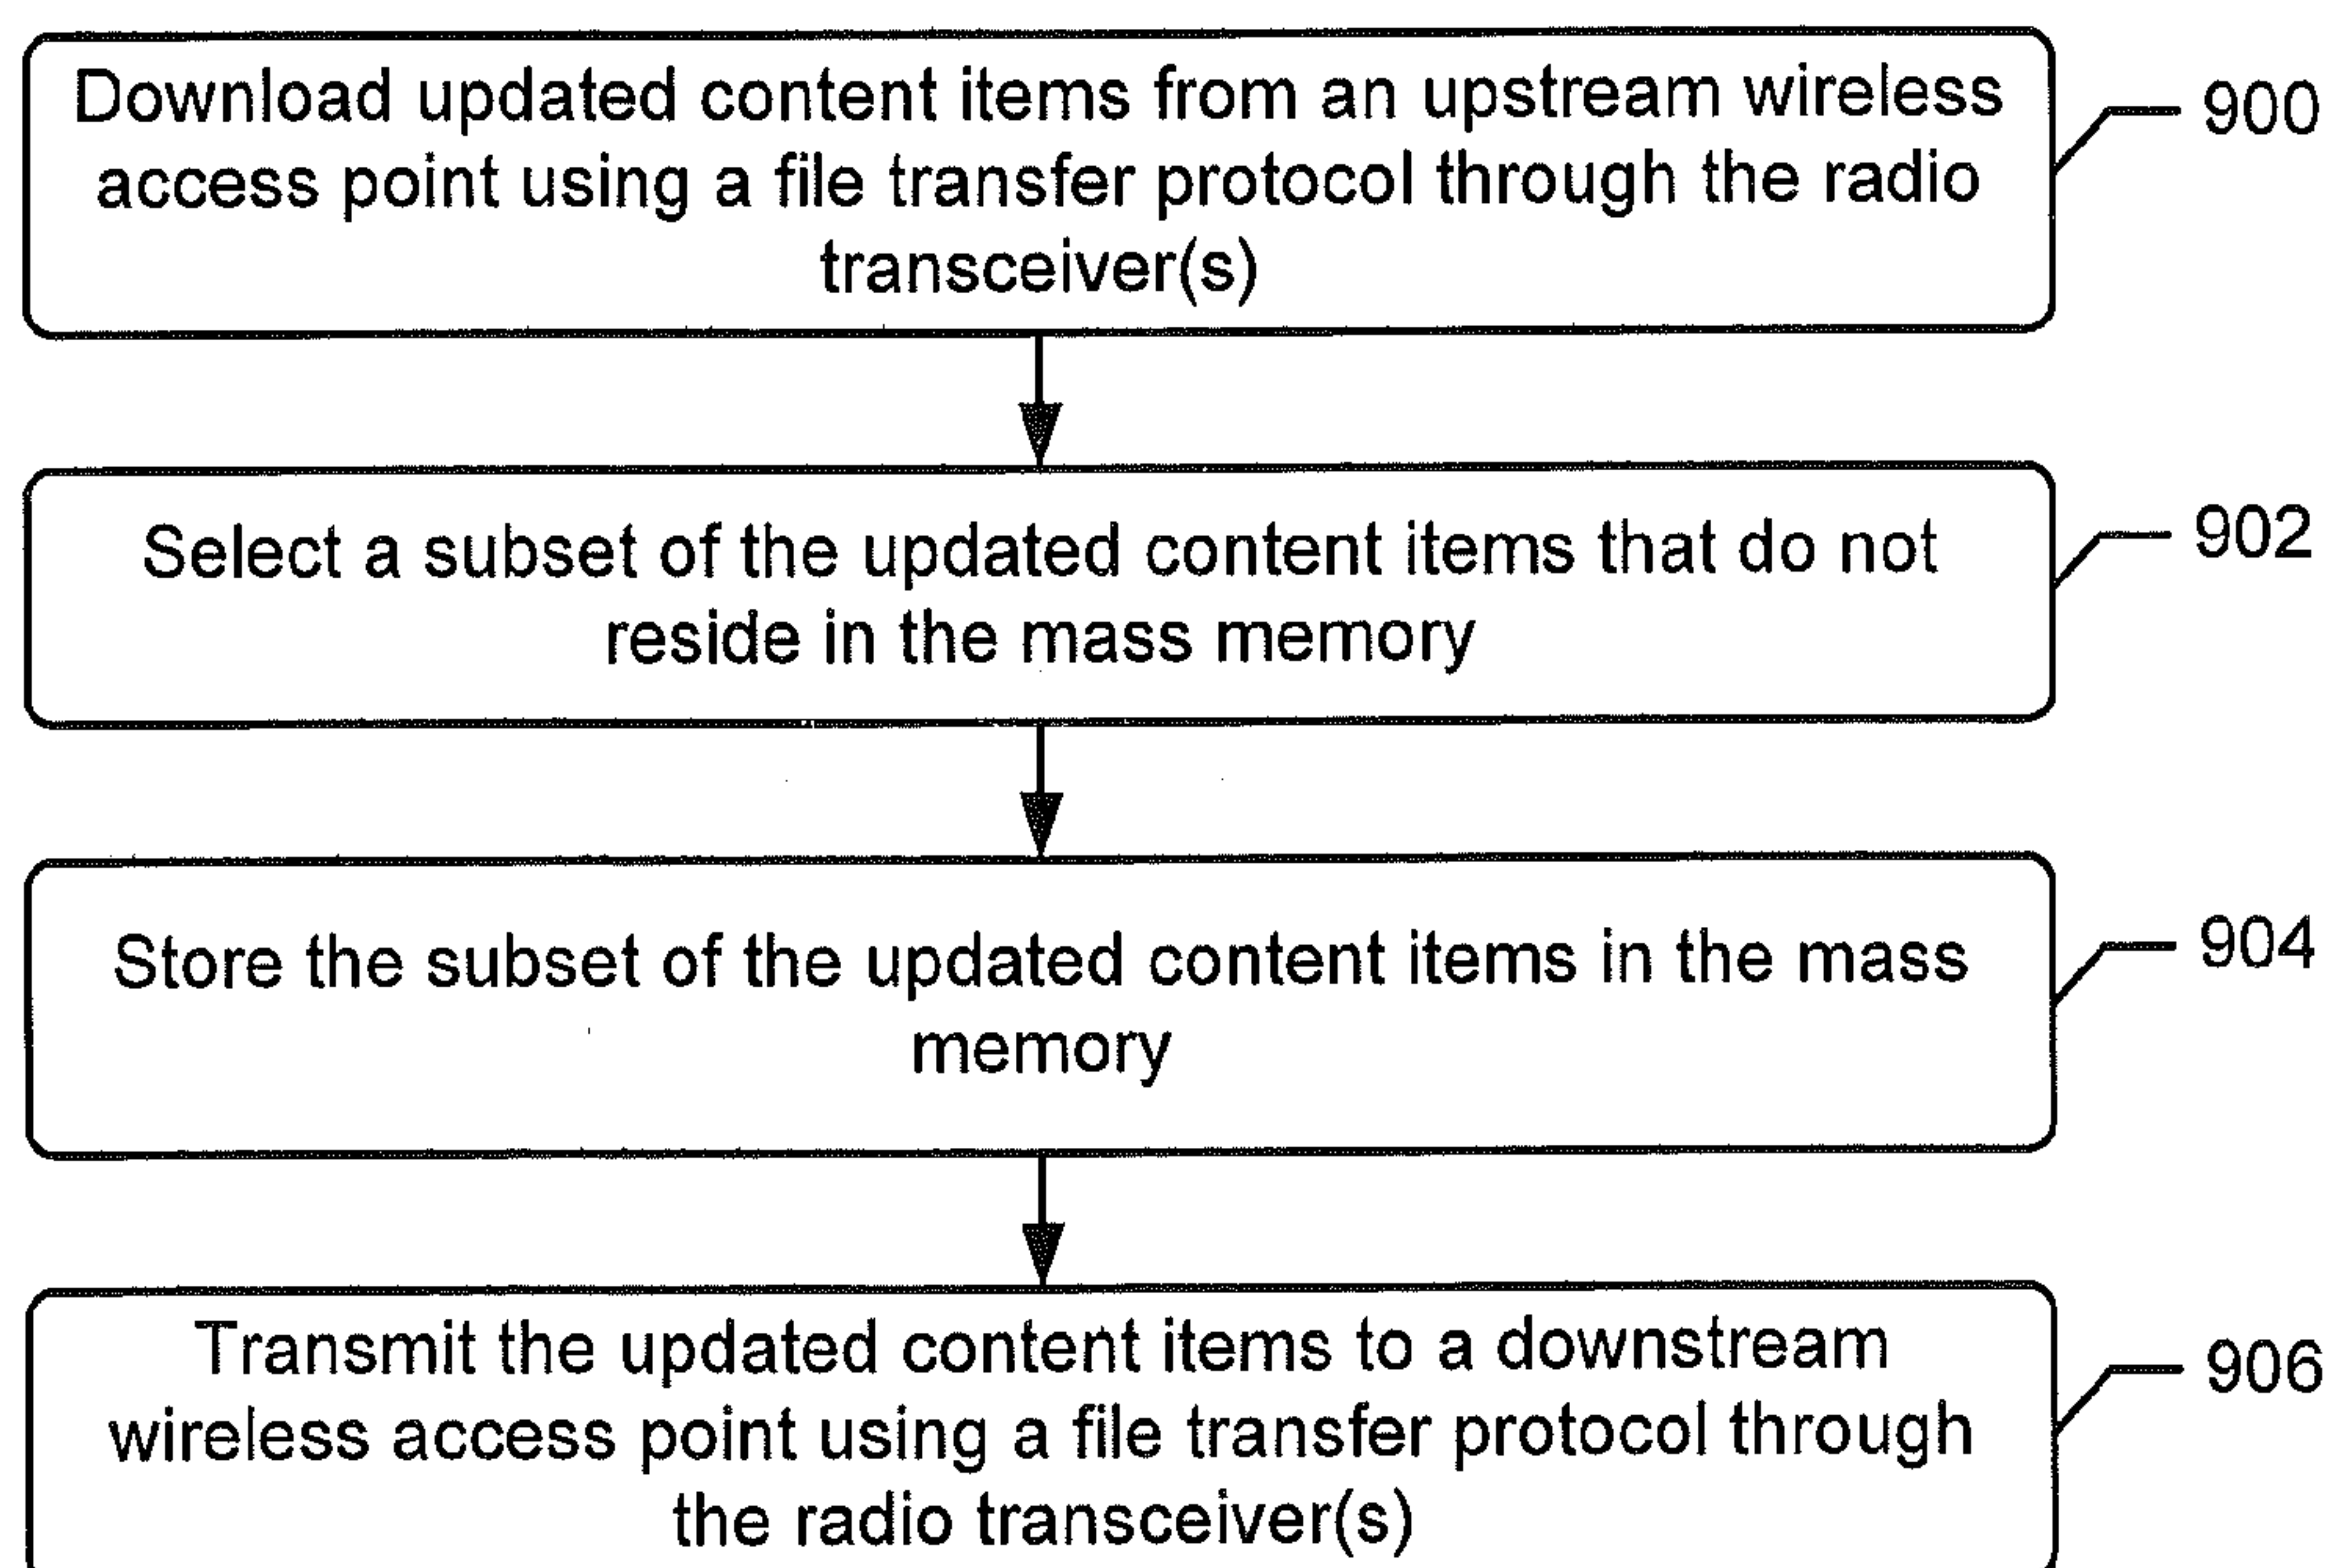 Download updated content items from an upstream wireless
access point using a file transfer protocol through the radio
transceiver(s)
900
Select a subset of the updated content items that do not
reside in the mass memory
902
Store the subset of the updated content items in the mass
memory
904
Transmit the updated content items to a downstream
wireless access point using a file transfer protocol through
the radio transceiver(s)
906